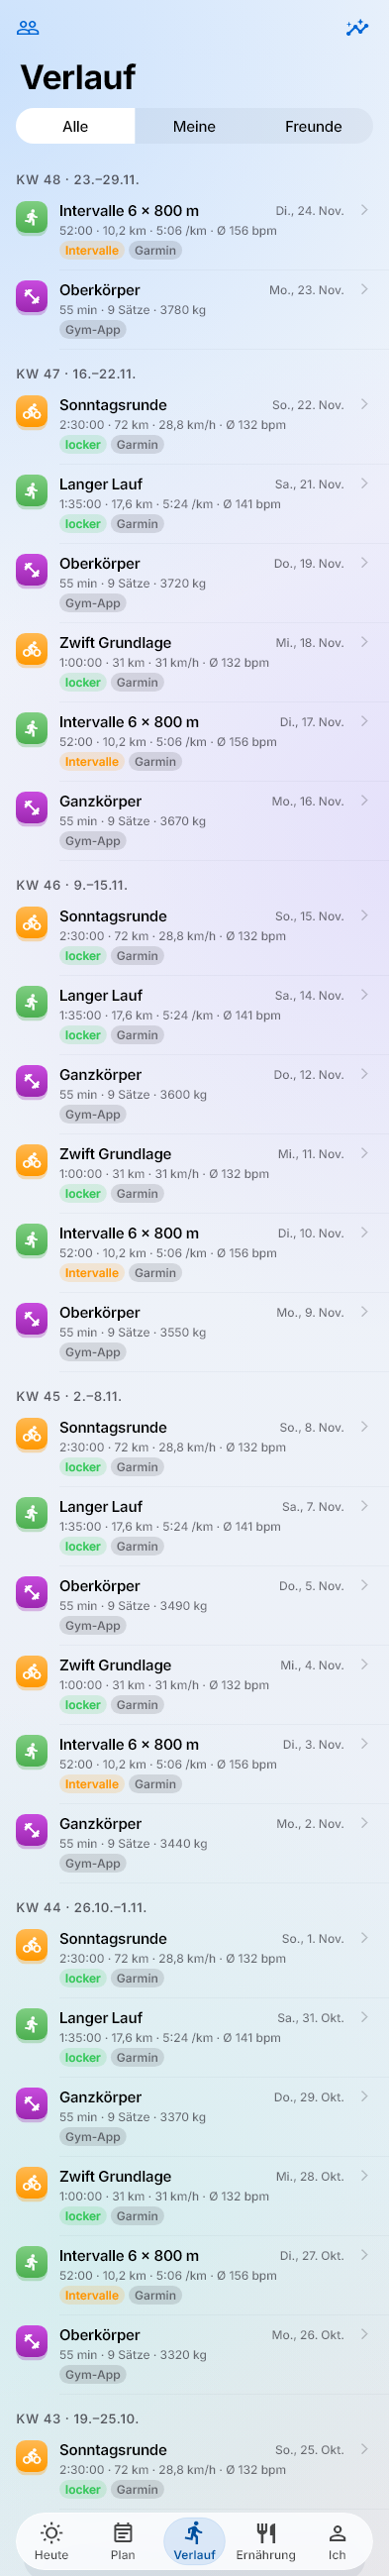 Verlauf
Alle Meine Freunde
KW 48 · 23.–29.11.
Intervalle 6 × 800 m Di., 24. Nov.
52:00 · 10,2 km · 5:06 /km · Ø 156 bpm
Intervalle Garmin
Oberkörper Mo., 23. Nov.
55 min · 9 Sätze · 3780 kg
Gym-App
KW 47 · 16.–22.11.
Sonntagsrunde So., 22. Nov.
2:30:00 · 72 km · 28,8 km/h · Ø 132 bpm
locker Garmin
Langer Lauf Sa., 21. Nov.
1:35:00 · 17,6 km · 5:24 /km · Ø 141 bpm
locker Garmin
Oberkörper Do., 19. Nov.
55 min · 9 Sätze · 3720 kg
Gym-App
Zwift Grundlage Mi., 18. Nov.
1:00:00 · 31 km · 31 km/h · Ø 132 bpm
locker Garmin
Intervalle 6 × 800 m Di., 17. Nov.
52:00 · 10,2 km · 5:06 /km · Ø 156 bpm
Intervalle Garmin
Ganzkörper Mo., 16. Nov.
55 min · 9 Sätze · 3670 kg
Gym-App
KW 46 · 9.–15.11.
Sonntagsrunde So., 15. Nov.
2:30:00 · 72 km · 28,8 km/h · Ø 132 bpm
locker Garmin
Langer Lauf Sa., 14. Nov.
1:35:00 · 17,6 km · 5:24 /km · Ø 141 bpm
locker Garmin
Ganzkörper Do., 12. Nov.
55 min · 9 Sätze · 3600 kg
Gym-App
Zwift Grundlage Mi., 11. Nov.
1:00:00 · 31 km · 31 km/h · Ø 132 bpm
locker Garmin
Intervalle 6 × 800 m Di., 10. Nov.
52:00 · 10,2 km · 5:06 /km · Ø 156 bpm
Intervalle Garmin
Oberkörper Mo., 9. Nov.
55 min · 9 Sätze · 3550 kg
Gym-App
KW 45 · 2.–8.11.
Sonntagsrunde So., 8. Nov.
2:30:00 · 72 km · 28,8 km/h · Ø 132 bpm
locker Garmin
Langer Lauf Sa., 7. Nov.
1:35:00 · 17,6 km · 5:24 /km · Ø 141 bpm
locker Garmin
Oberkörper Do., 5. Nov.
55 min · 9 Sätze · 3490 kg
Gym-App
Zwift Grundlage Mi., 4. Nov.
1:00:00 · 31 km · 31 km/h · Ø 132 bpm
locker Garmin
Intervalle 6 × 800 m Di., 3. Nov.
52:00 · 10,2 km · 5:06 /km · Ø 156 bpm
Intervalle Garmin
Ganzkörper Mo., 2. Nov.
55 min · 9 Sätze · 3440 kg
Gym-App
KW 44 · 26.10.–1.11.
Sonntagsrunde So., 1. Nov.
2:30:00 · 72 km · 28,8 km/h · Ø 132 bpm
locker Garmin
Langer Lauf Sa., 31. Okt.
1:35:00 · 17,6 km · 5:24 /km · Ø 141 bpm
locker Garmin
Ganzkörper Do., 29. Okt.
55 min · 9 Sätze · 3370 kg
Gym-App
Zwift Grundlage Mi., 28. Okt.
1:00:00 · 31 km · 31 km/h · Ø 132 bpm
locker Garmin
Intervalle 6 × 800 m Di., 27. Okt.
52:00 · 10,2 km · 5:06 /km · Ø 156 bpm
Intervalle Garmin
Oberkörper Mo., 26. Okt.
55 min · 9 Sätze · 3320 kg
Gym-App
KW 43 · 19.–25.10.
Sonntagsrunde So., 25. Okt.
2:30:00 · 72 km · 28,8 km/h · Ø 132 bpm
locker Garmin
Heute Plan Verlauf Ernährung Ich